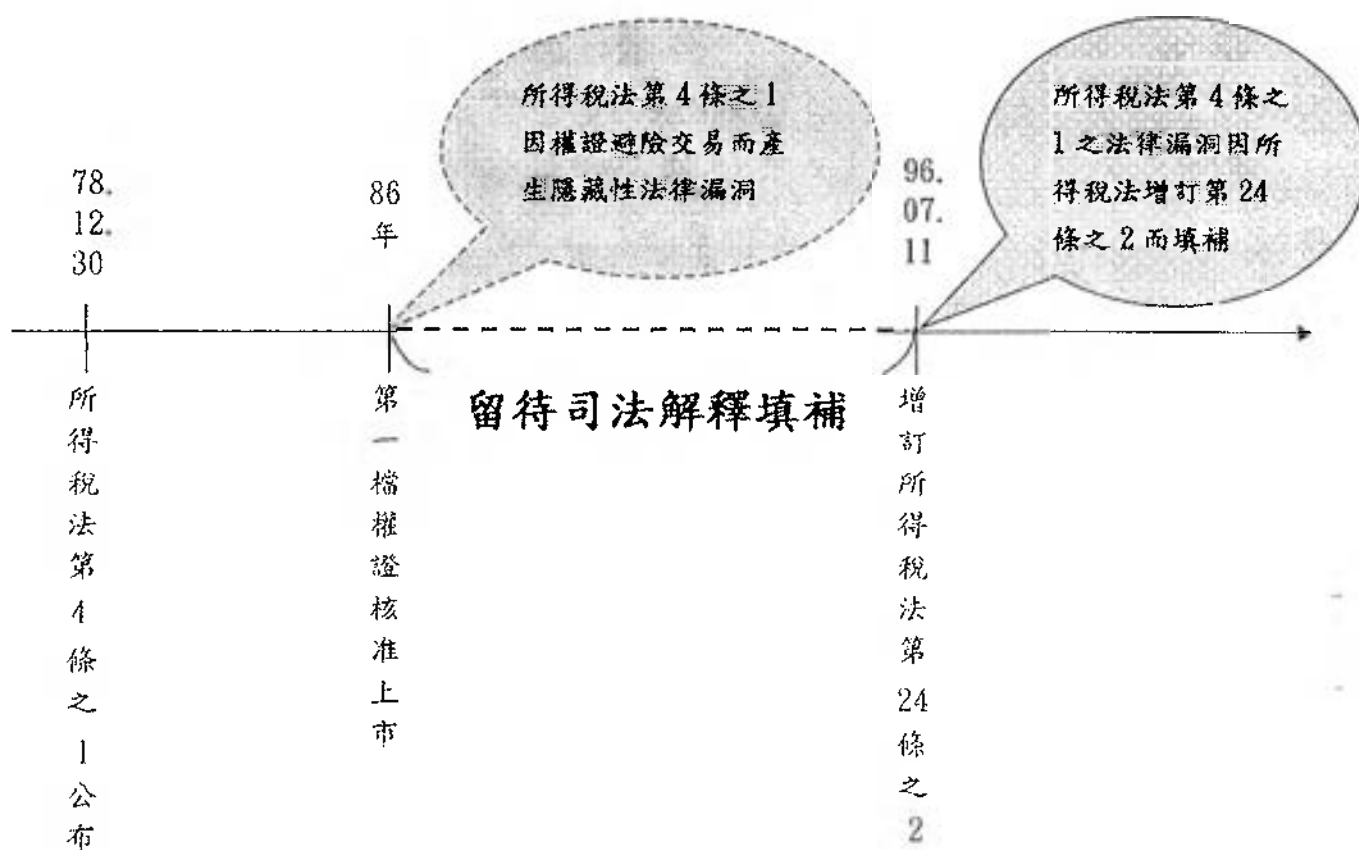 所得稅法第 4 條之 1
因權證避險交易而產
生隱藏性法律漏洞
所得稅法第 4 條之
1 之法律漏洞因所
得稅法增訂第 24
條之 2 而填補
78.
12.
30
86
年
96.
07.
11
所得稅法第 4 條之 1 公布
第一檔權證核准上市
留待司法解釋填補
增訂所得稅法第 24 條之 2